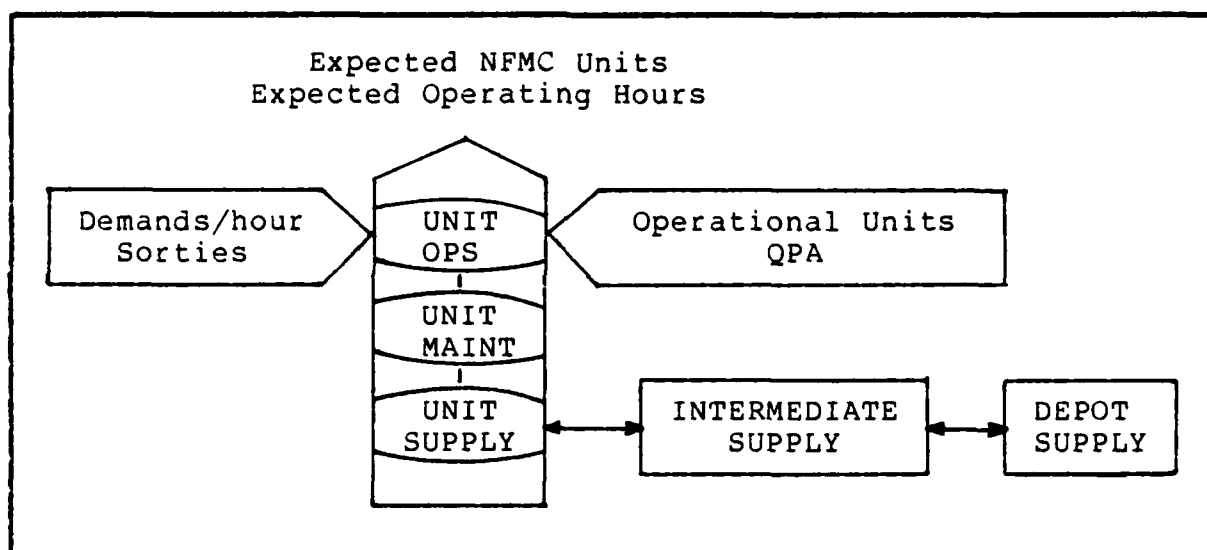 Expected NFMC Units
Expected Operating Hours
Demands/hour
Sorties
UNIT
OPS
Operational Units
QPA
UNIT
MAINT
UNIT
SUPPLY
INTERMEDIATE
SUPPLY
DEPOT
SUPPLY